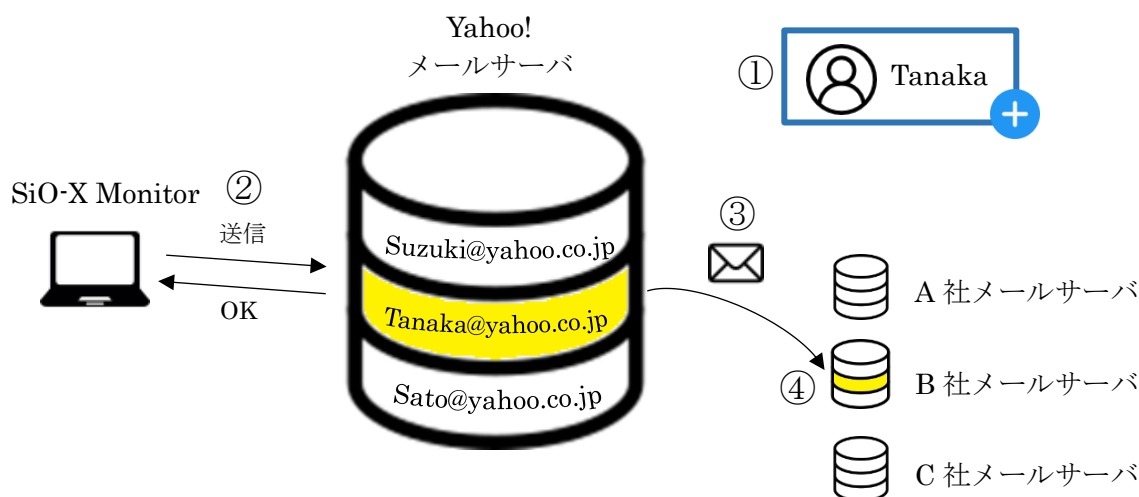 Yahoo!
メールサーバ
① Tanaka
SiO-X Monitor
②
送信
OK
Suzuki@yahoo.co.jp
Tanaka@yahoo.co.jp
Sato@yahoo.co.jp
③
④
A 社メールサーバ
B 社メールサーバ
C 社メールサーバ